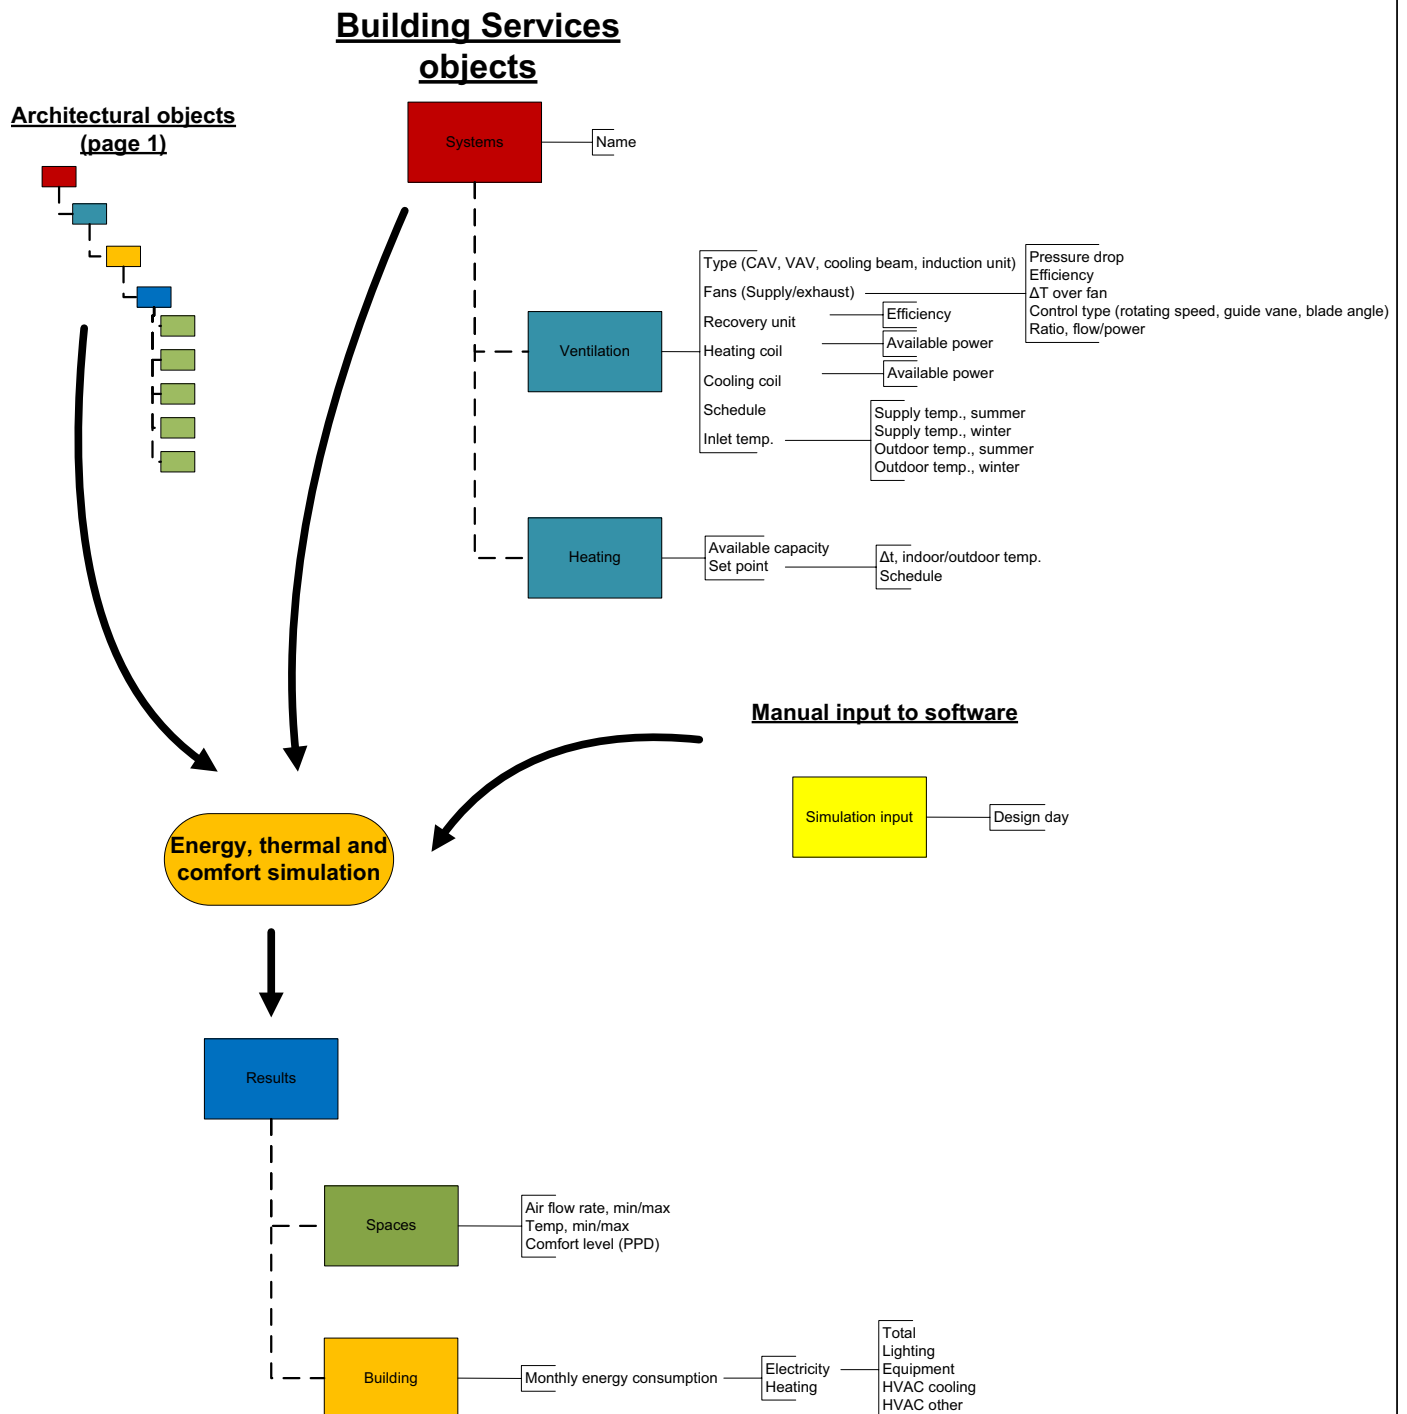 Building Services
objects
Architectural objects
(page 1)
Systems
Name
Ventilation
Type (CAV, VAV, cooling beam, induction unit)
Fans (Supply/exhaust)
Recovery unit
Heating coil
Cooling coil
Schedule
Inlet temp.
Pressure drop
Efficiency
ΔT over fan
Control type (rotating speed, guide vane, blade angle)
Ratio, flow/power
Efficiency
Available power
Available power
Supply temp., summer
Supply temp., winter
Outdoor temp., summer
Outdoor temp., winter
Heating
Available capacity
Set point
Δt, indoor/outdoor temp.
Schedule
Manual input to software
Simulation input
Design day
Energy, thermal and
comfort simulation
Results
Spaces
Air flow rate, min/max
Temp, min/max
Comfort level (PPD)
Building
Monthly energy consumption
Electricity
Heating
Total
Lighting
Equipment
HVAC cooling
HVAC other